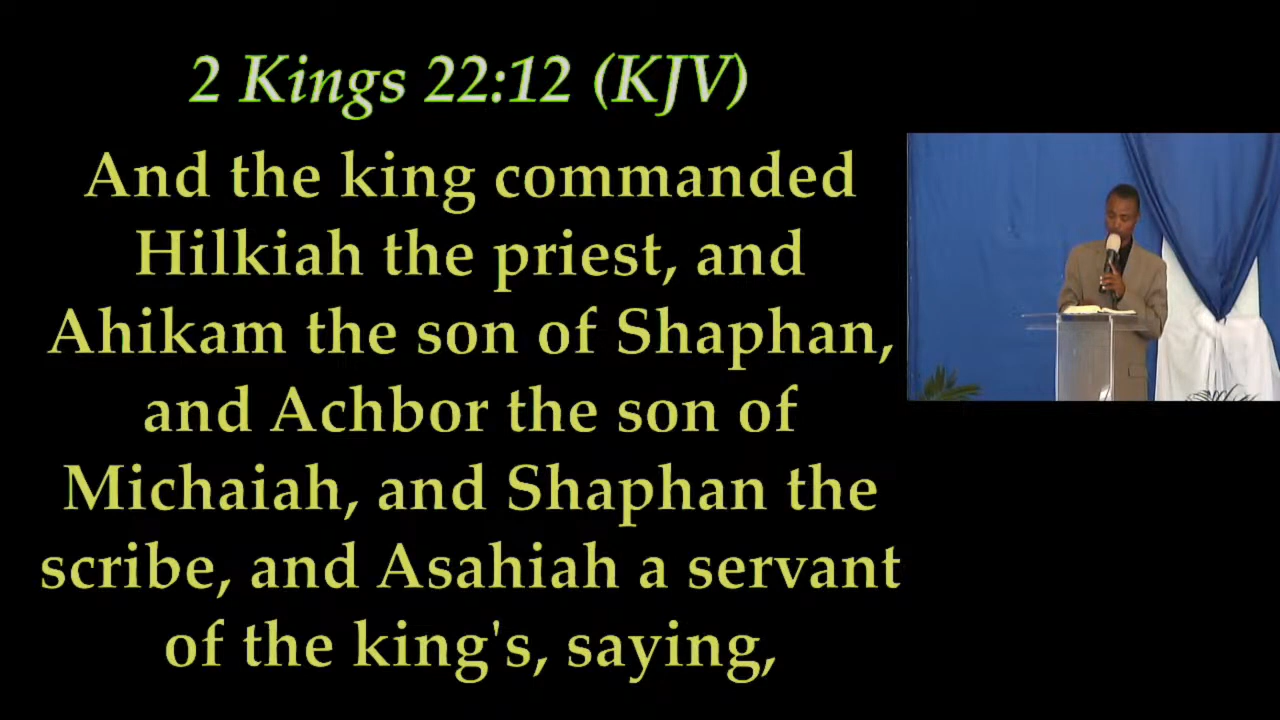 2 Kings 22:12 (KJV)
And the king commanded
Hilkiah the priest, and
Ahikam the son of Shaphan,
and Achbor the son of
Michaiah, and Shaphan the
scribe, and Asahiah a servant
of the king's, saying,